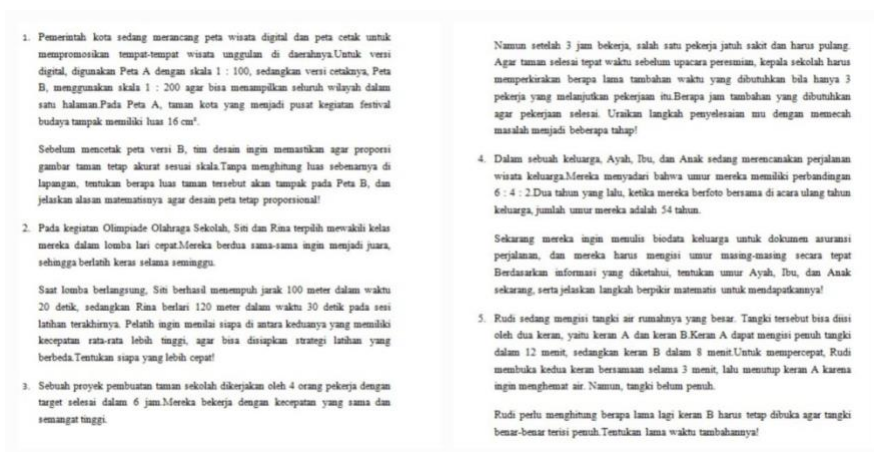 1. Pemerintah kota sedang merancang peta wisata digital dan peta cetak untuk
mempromosikan tempat-tempat wisata unggulan di daerahnya.Untuk versi
digital, digunakan Peta A dengan skala 1 : 100, sedangkan versi cetaknya, Peta
B, menggunakan skala 1 : 200 agar bisa menampilkan seluruh wilayah dalam
satu halaman.Pada Peta A, taman kota yang menjadi pusat kegiatan festival
budaya tampak memiliki luas 16 cm².
Sebelum mencetak peta versi B, tim desain ingin memastikan agar proporsi
gambar taman tetap akurat sesuai skala.Tanpa menghitung luas sebenarnya di
lapangan, tentukan berapa luas taman tersebut akan tampak pada Peta B, dan
jelaskan alasan matematisnya agar desain peta tetap proporsional!
2. Pada kegiatan Olimpiade Olahraga Sekolah, Siti dan Rina terpilih mewakili kelas
mereka dalam lomba lari cepat.Mereka berdua sama-sama ingin menjadi juara,
sehingga berlatih keras selama seminggu.
Saat lomba berlangsung, Siti berhasil menempuh jarak 100 meter dalam waktu
20 detik, sedangkan Rina berlari 120 meter dalam waktu 30 detik pada sesi
latihan terakhirnya. Pelatih ingin menilai siapa di antara keduanya yang memiliki
kecepatan rata-rata lebih tinggi, agar bisa disiapkan strategi latihan yang
berbeda.Tentukan siapa yang lebih cepat!
3. Sebuah proyek pembuatan taman sekolah dikerjakan oleh 4 orang pekerja dengan
target selesai dalam 6 jam.Mereka bekerja dengan kecepatan yang sama dan
semangat tinggi.
Namun setelah 3 jam bekerja, salah satu pekerja jatuh sakit dan harus pulang.
Agar taman selesai tepat waktu sebelum upacara peresmian, kepala sekolah harus
memperkirakan berapa lama tambahan waktu yang dibutuhkan bila hanya 3
pekerja yang melanjutkan pekerjaan itu.Berapa jam tambahan yang dibutuhkan
agar pekerjaan selesai. Uraikan langkah penyelesaian mu dengan memecah
masalah menjadi beberapa tahap!
4. Dalam sebuah keluarga, Ayah, Ibu, dan Anak sedang merencanakan perjalanan
wisata keluarga.Mereka menyadari bahwa umur mereka memiliki perbandingan
6 : 4 : 2.Dua tahun yang lalu, ketika mereka berfoto bersama di acara ulang tahun
keluarga, jumlah umur mereka adalah 54 tahun.
Sekarang mereka ingin menulis biodata keluarga untuk dokumen asuransi
perjalanan, dan mereka harus mengisi umur masing-masing secara tepat
Berdasarkan informasi yang diketahui, tentukan umur Ayah, Ibu, dan Anak
sekarang, serta jelaskan langkah berpikir matematis untuk mendapatkannya!
5. Rudi sedang mengisi tangki air rumahnya yang besar. Tangki tersebut bisa diisi
oleh dua keran, yaitu keran A dan keran B.Keran A dapat mengisi penuh tangki
dalam 12 menit, sedangkan keran B dalam 8 menit.Untuk mempercepat, Rudi
membuka kedua keran bersamaan selama 3 menit, lalu menutup keran A karena
ingin menghemat air. Namun, tangki belum penuh.
Rudi perlu menghitung berapa lama lagi keran B harus tetap dibuka agar tangki
benar-benar terisi penuh.Tentukan lama waktu tambahannya!